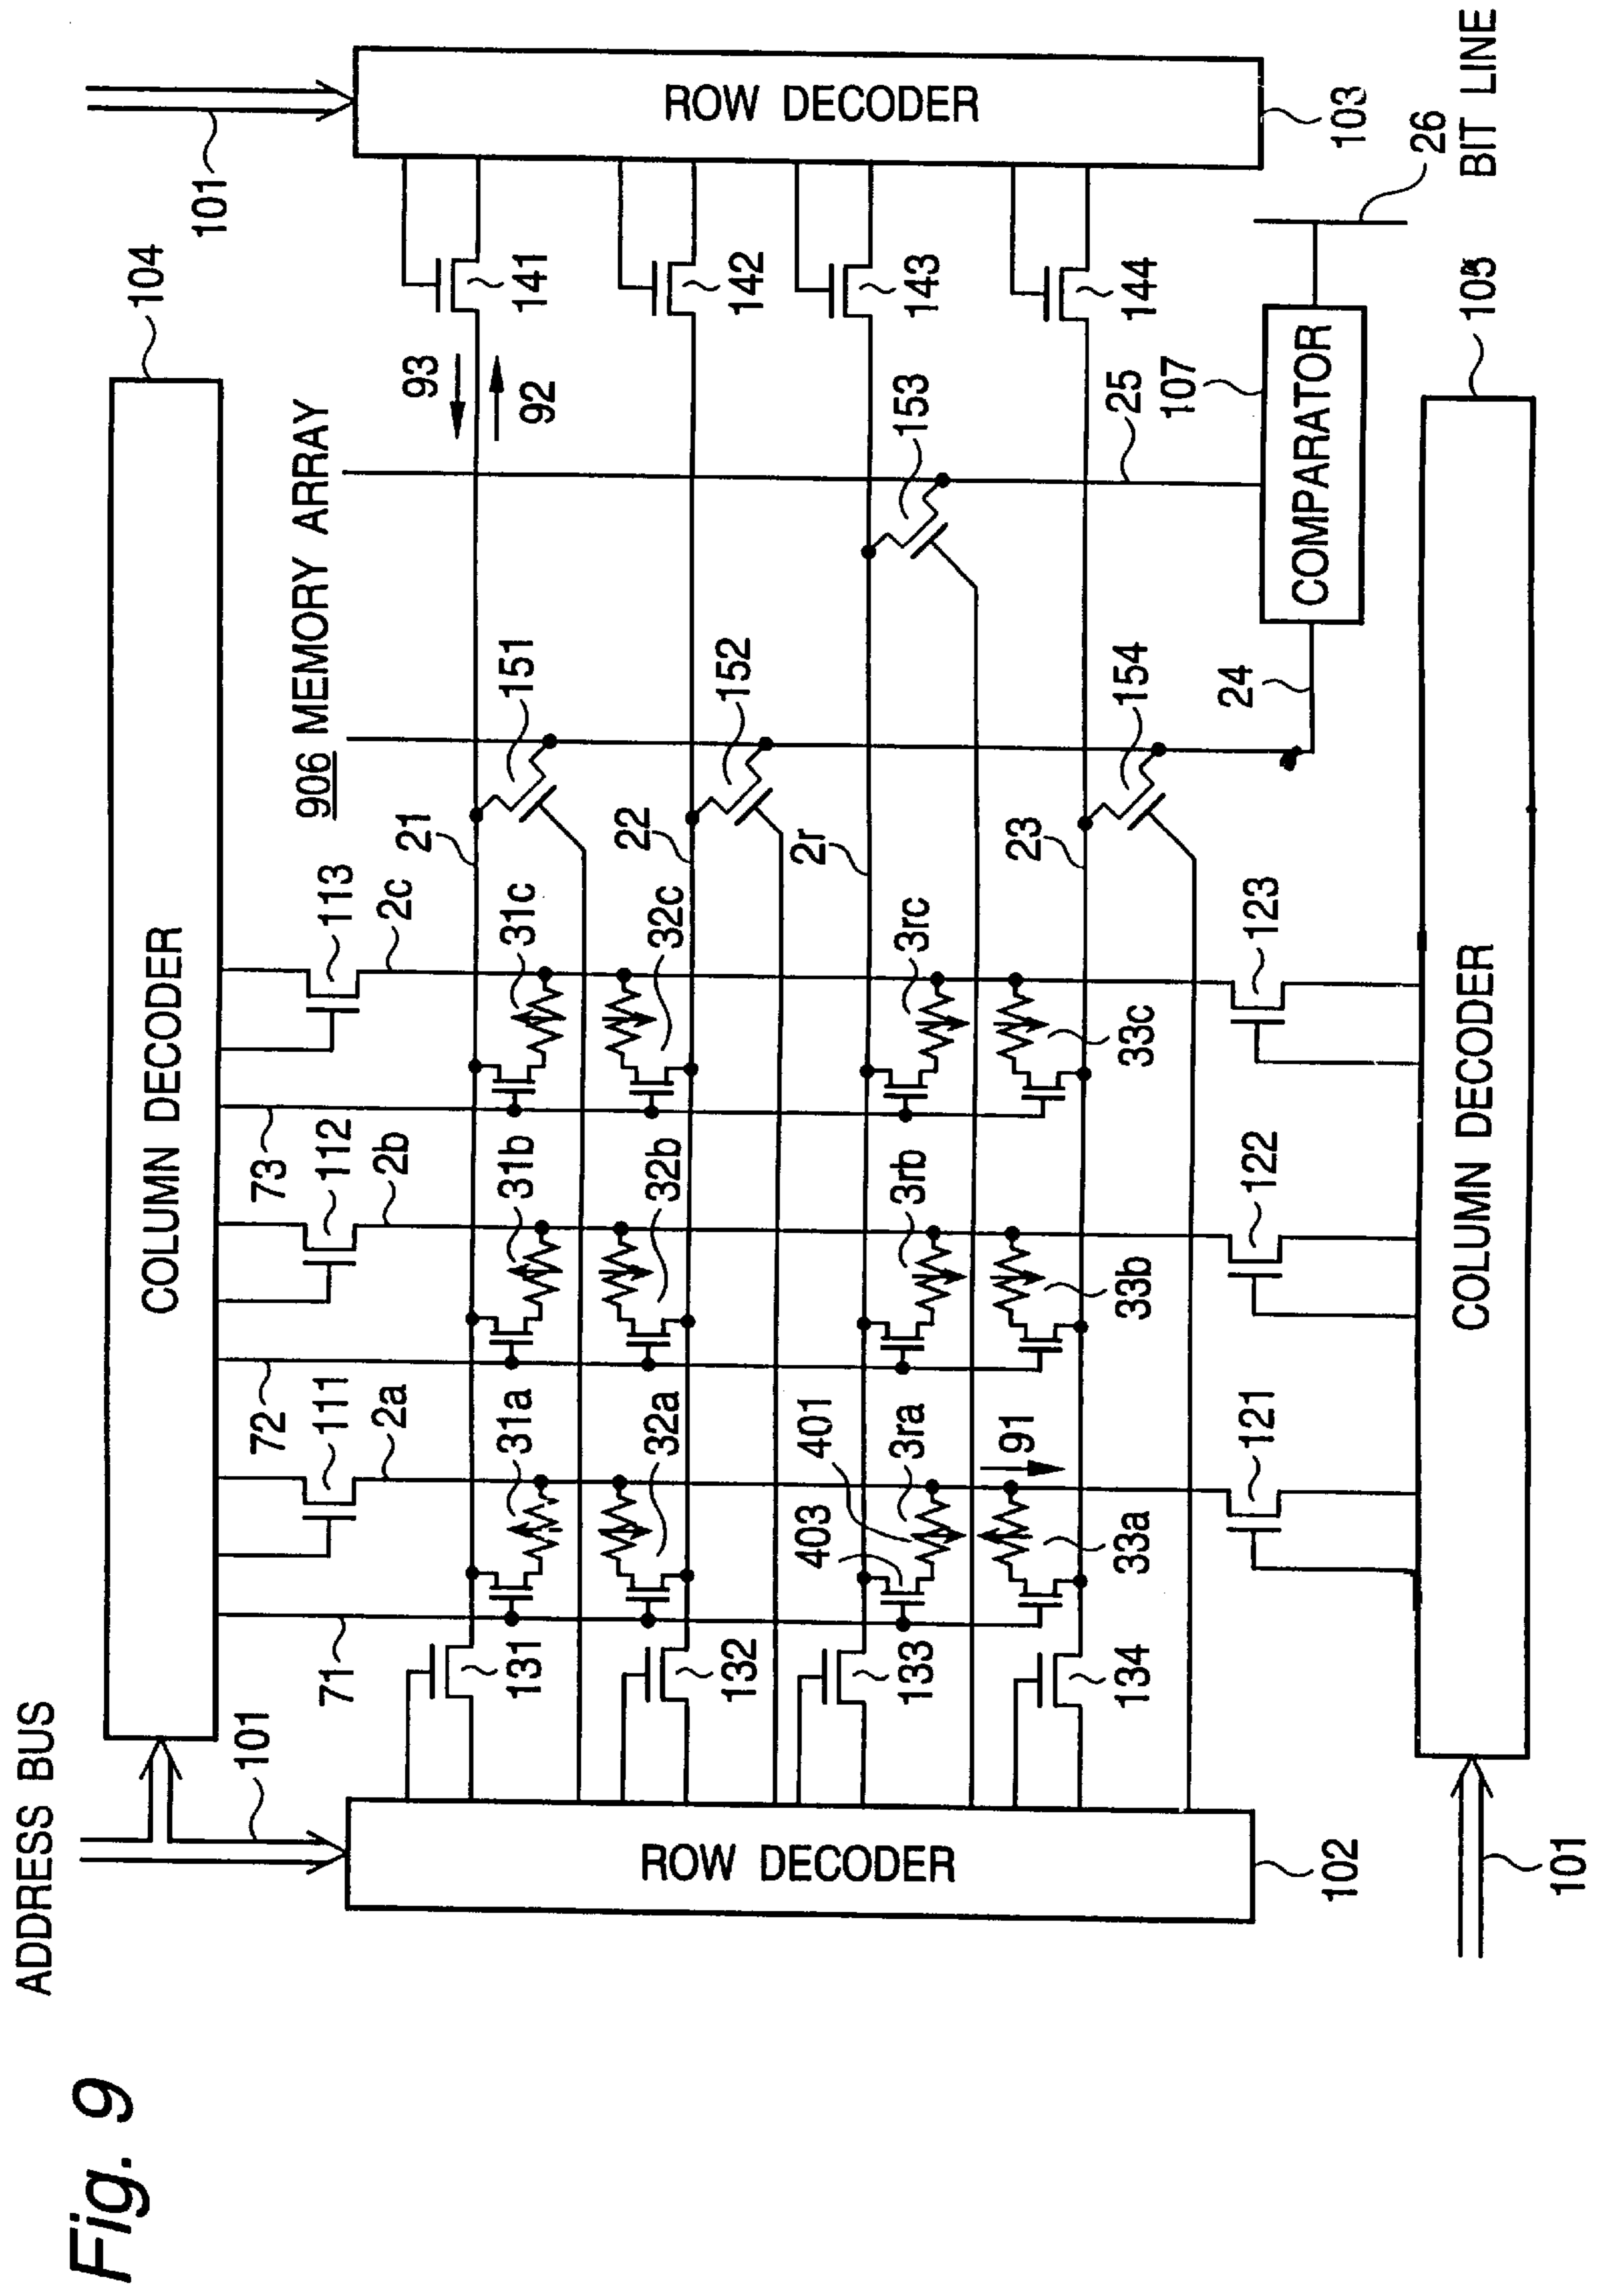 Fig. 9
ADDRESS BUS
101
101
COLUMN DECODER
104
71
72
73
111
112
113
2a
2b
2c
906 MEMORY ARRAY
93
92
ROW DECODER
102
ROW DECODER
103
131
132
133
134
21
22
2r
23
31a
31b
31c
32a
32b
32c
403
401
3ra
3rb
3rc
91
33a
33b
33c
151
152
153
154
141
142
143
144
121
122
123
24
25
COMPARATOR
107
26
BIT LINE
COLUMN DECODER
105
101